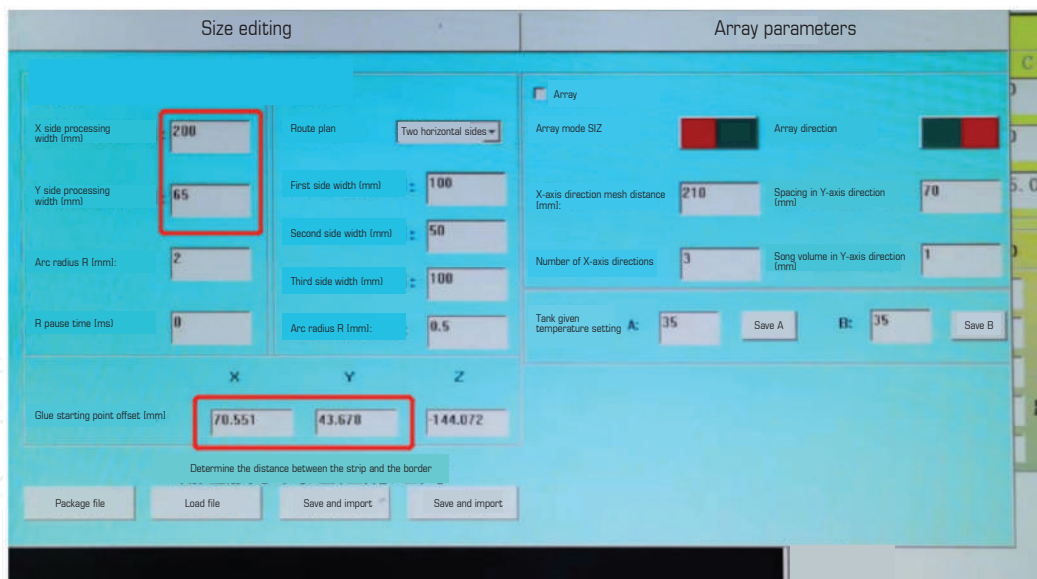 Size editing
Array parameters
X side processing
width (mm)
: 200
Y side processing
width (mm)
: 65
Arc radius R (mm):
2
R pause time (ms)
0
Route plan
Two horizontal sides
First side width (mm)
: 100
Second side width (mm)
: 50
Third side width (mm)
: 100
Arc radius R (mm):
0.5
X Y Z
Glue starting point offset (mm)
70.551 43.678 -144.072
Determine the distance between the strip and the border
Package file Load file Save and import Save and import
Array
Array mode SIZ
Array direction
X-axis direction mesh distance
(mm):
210
Spacing in Y-axis direction
(mm)
70
Number of X-axis directions
3
Song volume in Y-axis direction
(mm)
1
Tank given
temperature setting
A: 35 Save A B: 35 Save B
C